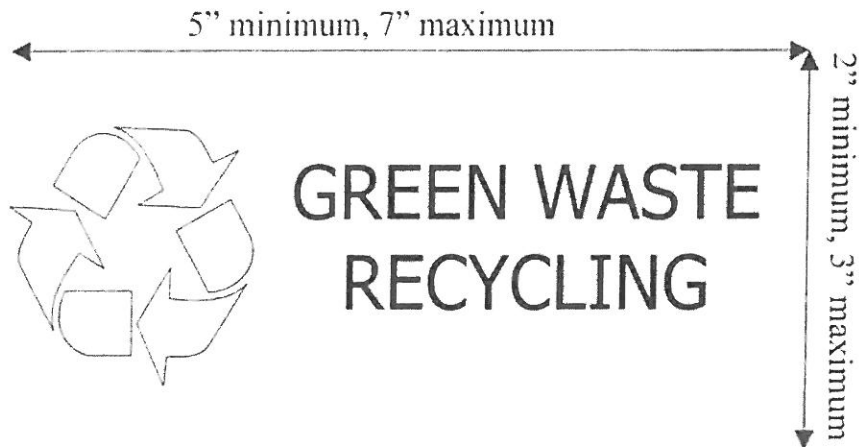 5” minimum, 7” maximum
GREEN WASTE
RECYCLING
2” minimum, 3” maximum